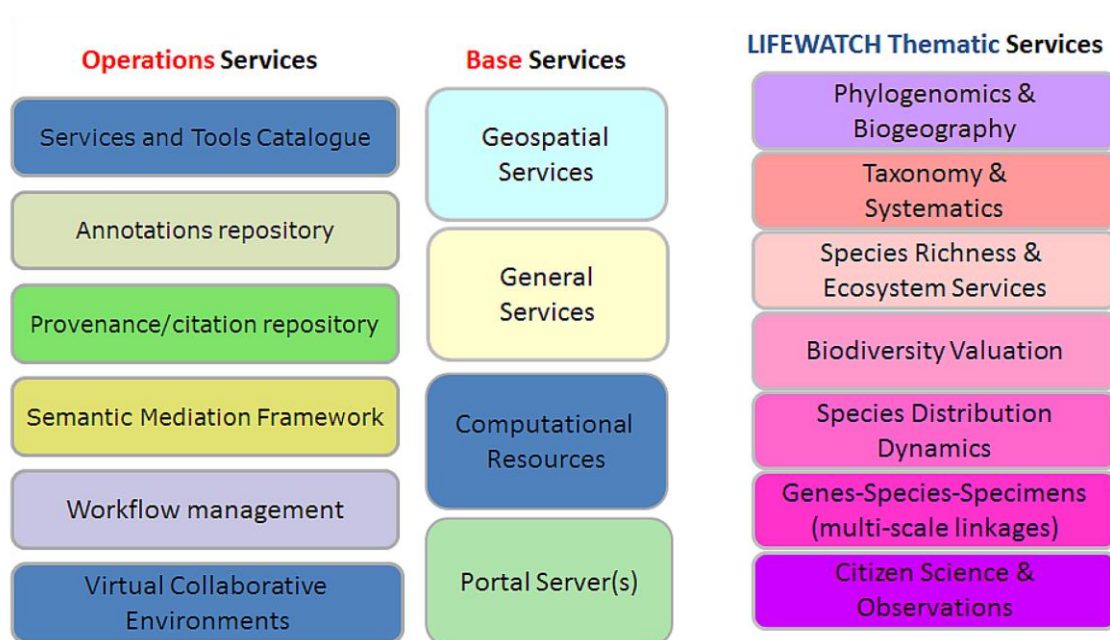 Operations Services
Services and Tools Catalogue
Annotations repository
Provenance/citation repository
Semantic Mediation Framework
Workflow management
Virtual Collaborative
Environments
Base Services
Geospatial
Services
General
Services
Computational
Resources
Portal Server(s)
LIFEWATCH Thematic Services
Phylogenomics &
Biogeography
Taxonomy &
Systematics
Species Richness &
Ecosystem Services
Biodiversity Valuation
Species Distribution
Dynamics
Genes-Species-Specimens
(multi-scale linkages)
Citizen Science &
Observations